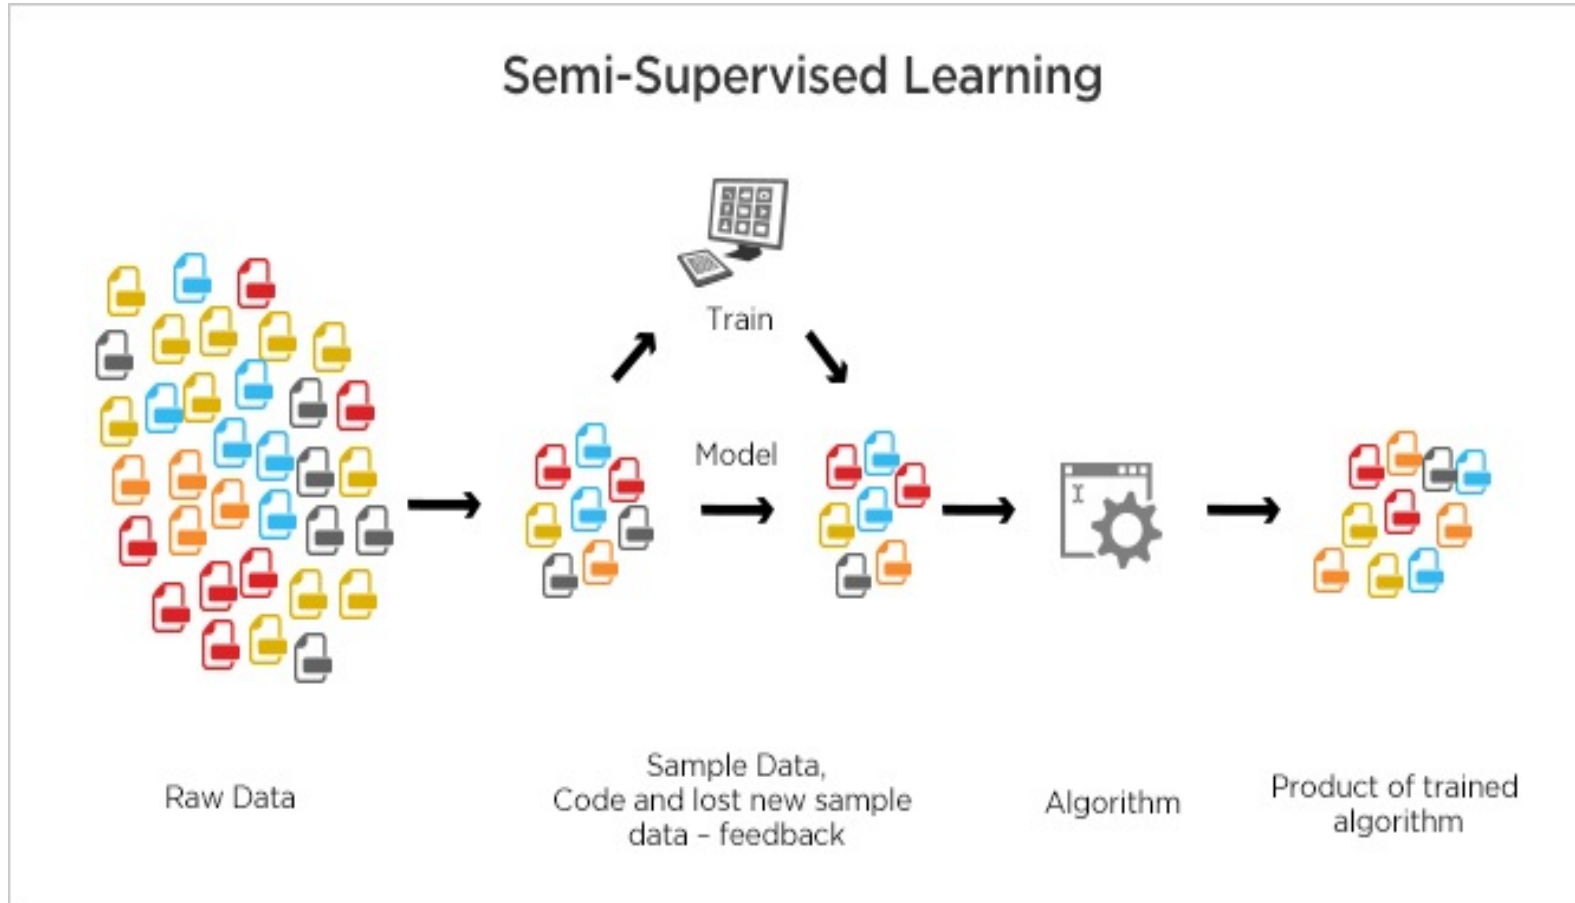 Semi-Supervised Learning
Train
Model
Raw Data
Sample Data,
Code and lost new sample
data – feedback
Algorithm
Product of trained
algorithm